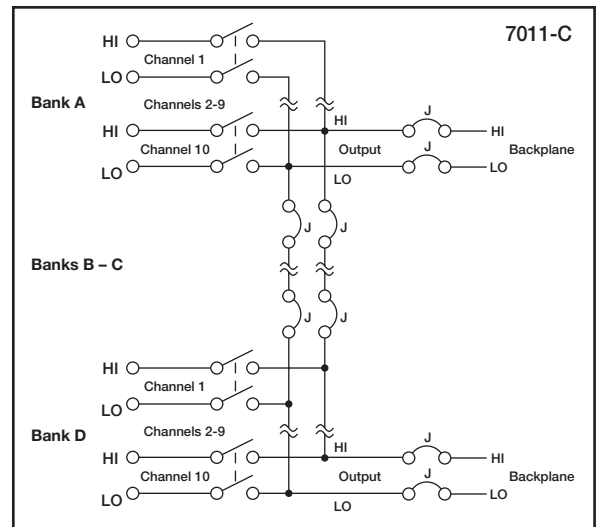 7011-C
HI
Channel 1
LO
Bank A
Channels 2-9
HI
HI
J
HI
Channel 10
Output
J
Backplane
LO
LO
LO
J
J
Banks B – C
J
J
HI
Channel 1
LO
Bank D
Channels 2-9
HI
HI
J
HI
Channel 10
Output
J
Backplane
LO
LO
LO